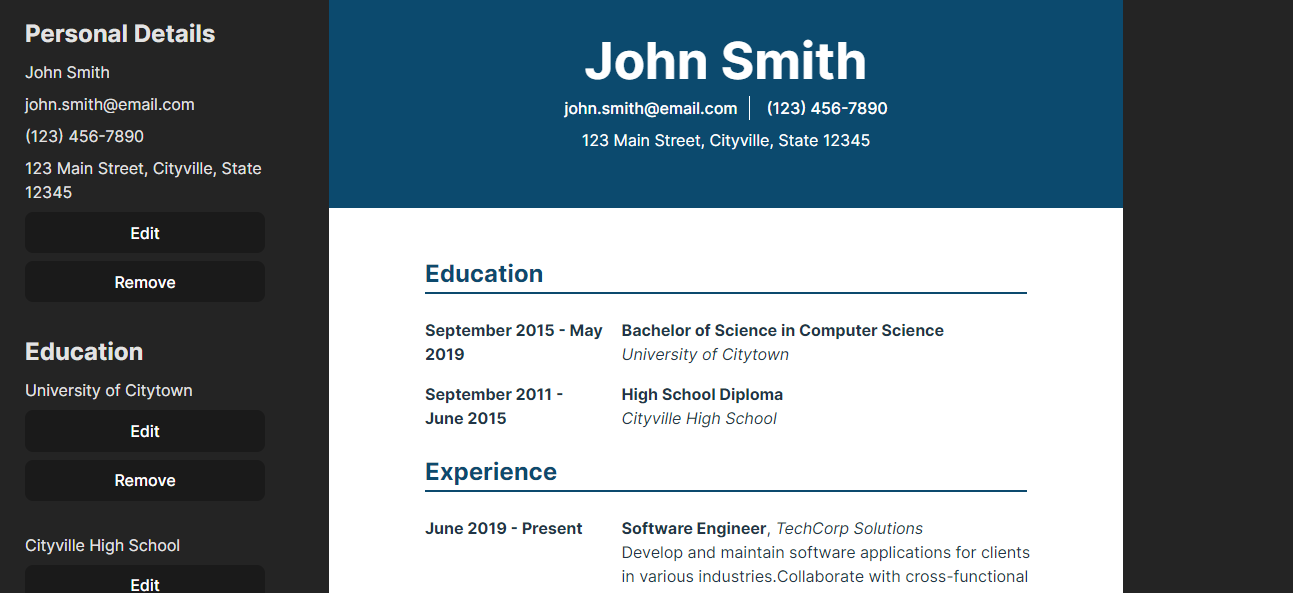 Personal Details
John Smith
john.smith@email.com
(123) 456-7890
123 Main Street, Cityville, State
12345
Edit
Remove
Education
University of Citytown
Edit
Remove
Cityville High School
Edit
John Smith
john.smith@email.com (123) 456-7890
123 Main Street, Cityville, State 12345
Education
September 2015 - May Bachelor of Science in Computer Science
2019 University of Citytown
September 2011 - High School Diploma
June 2015 Cityville High School
Experience
June 2019 - Present Software Engineer, TechCorp Solutions
Develop and maintain software applications for clients
in various industries.Collaborate with cross-functional